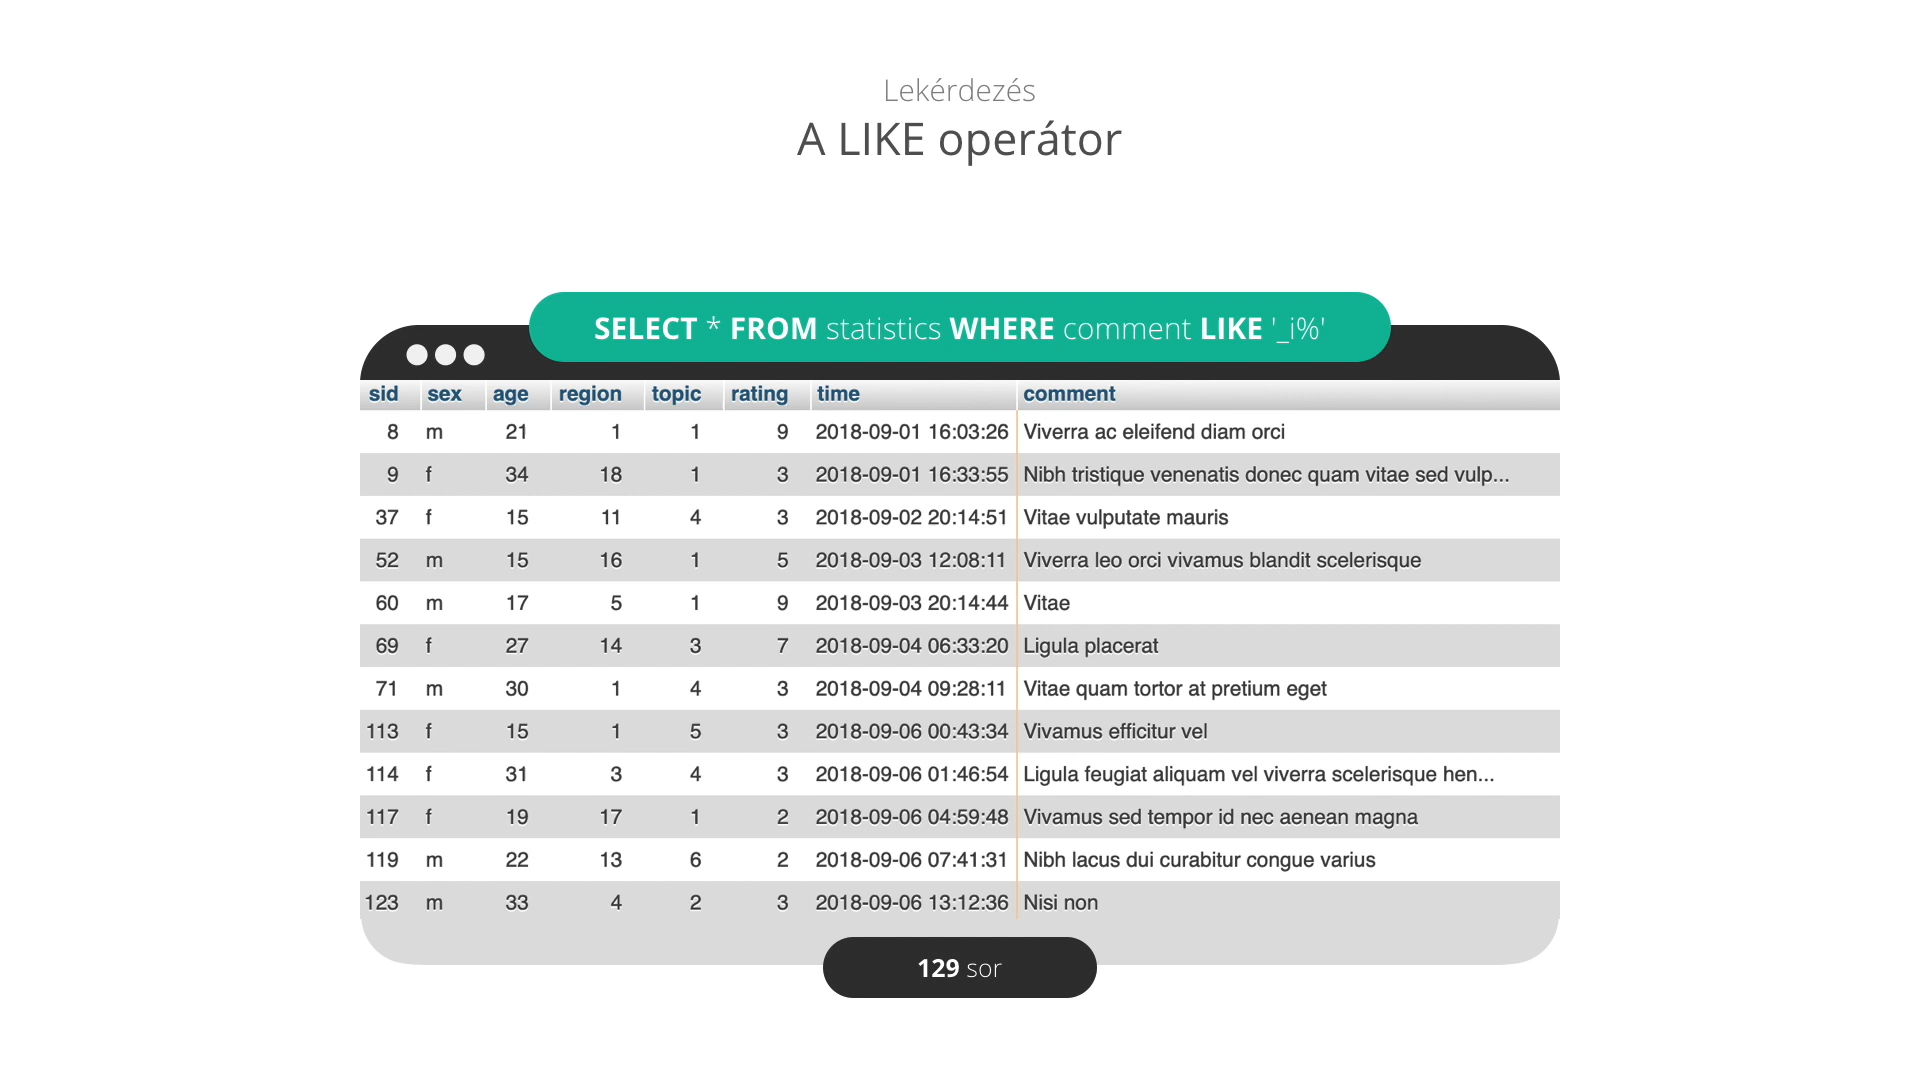 Lekérdezés
A LIKE operátor
SELECT * FROM statistics WHERE comment LIKE '_i%'
sid sex age region topic rating time comment
8 m 21 1 1 9 2018-09-01 16:03:26 Viverra ac eleifend diam orci
9 f 34 18 1 3 2018-09-01 16:33:55 Nibh tristique venenatis donec quam vitae sed vulp...
37 f 15 11 4 3 2018-09-02 20:14:51 Vitae vulputate mauris
52 m 15 16 1 5 2018-09-03 12:08:11 Viverra leo orci vivamus blandit scelerisque
60 m 17 5 1 9 2018-09-03 20:14:44 Vitae
69 f 27 14 3 7 2018-09-04 06:33:20 Ligula placerat
71 m 30 1 4 3 2018-09-04 09:28:11 Vitae quam tortor at pretium eget
113 f 15 1 5 3 2018-09-06 00:43:34 Vivamus efficitur vel
114 f 31 3 4 3 2018-09-06 01:46:54 Ligula feugiat aliquam vel viverra scelerisque hen...
117 f 19 17 1 2 2018-09-06 04:59:48 Vivamus sed tempor id nec aenean magna
119 m 22 13 6 2 2018-09-06 07:41:31 Nibh lacus dui curabitur congue varius
123 m 33 4 2 3 2018-09-06 13:12:36 Nisi non
129 sor